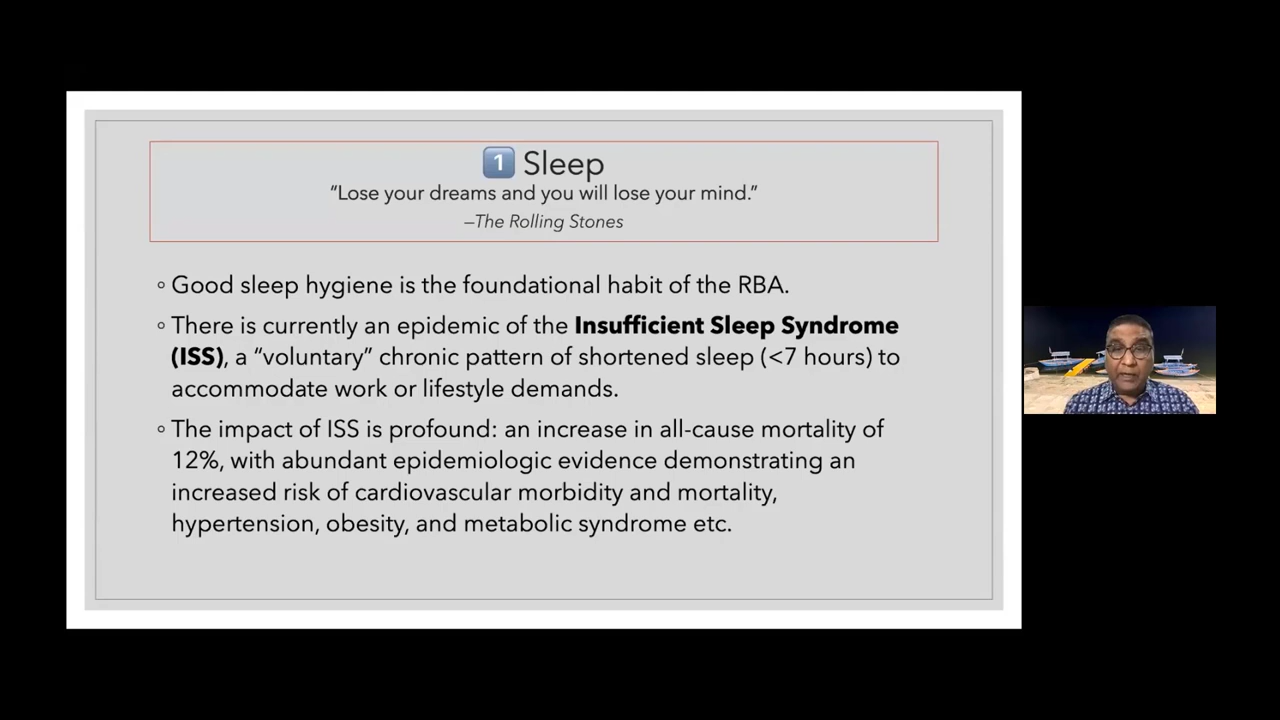 1 Sleep
“Lose your dreams and you will lose your mind.”
—The Rolling Stones
◦ Good sleep hygiene is the foundational habit of the RBA.
◦ There is currently an epidemic of the Insufficient Sleep Syndrome
(ISS), a “voluntary” chronic pattern of shortened sleep (<7 hours) to
accommodate work or lifestyle demands.
◦ The impact of ISS is profound: an increase in all-cause mortality of
12%, with abundant epidemiologic evidence demonstrating an
increased risk of cardiovascular morbidity and mortality,
hypertension, obesity, and metabolic syndrome etc.